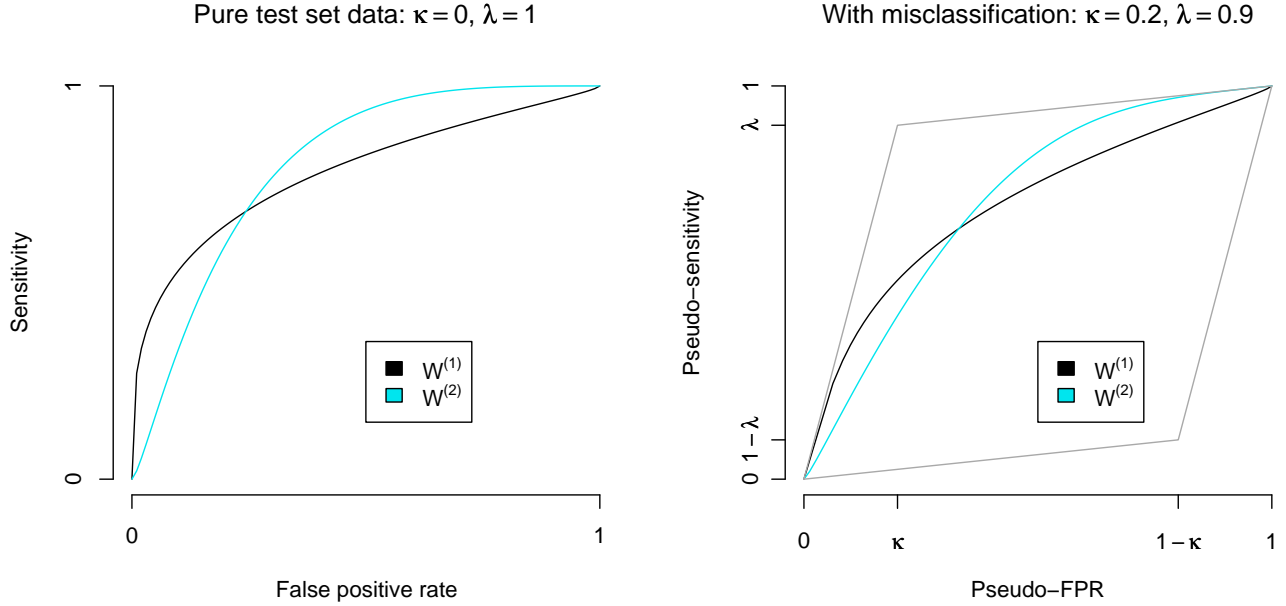 Pure test set data: κ = 0, λ = 1
Sensitivity
0
1
W(1)
W(2)
0
1
False positive rate
With misclassification: κ = 0.2, λ = 0.9
Pseudo−sensitivity
0
1 − λ
λ
1
W(1)
W(2)
0
κ
1 − κ
1
Pseudo−FPR